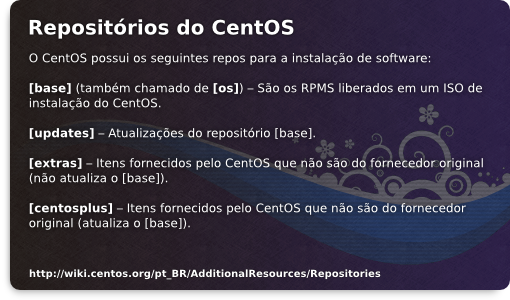 Repositórios do CentOS
O CentOS possui os seguintes repos para a instalação de software:
[base] (também chamado de [os]) – São os RPMS liberados em um ISO de
instalação do CentOS.
[updates] – Atualizações do repositório [base].
[extras] – Itens fornecidos pelo CentOS que não são do fornecedor original
(não atualiza o [base]).
[centosplus] – Itens fornecidos pelo CentOS que não são do fornecedor
original (atualiza o [base]).
http://wiki.centos.org/pt_BR/AdditionalResources/Repositories